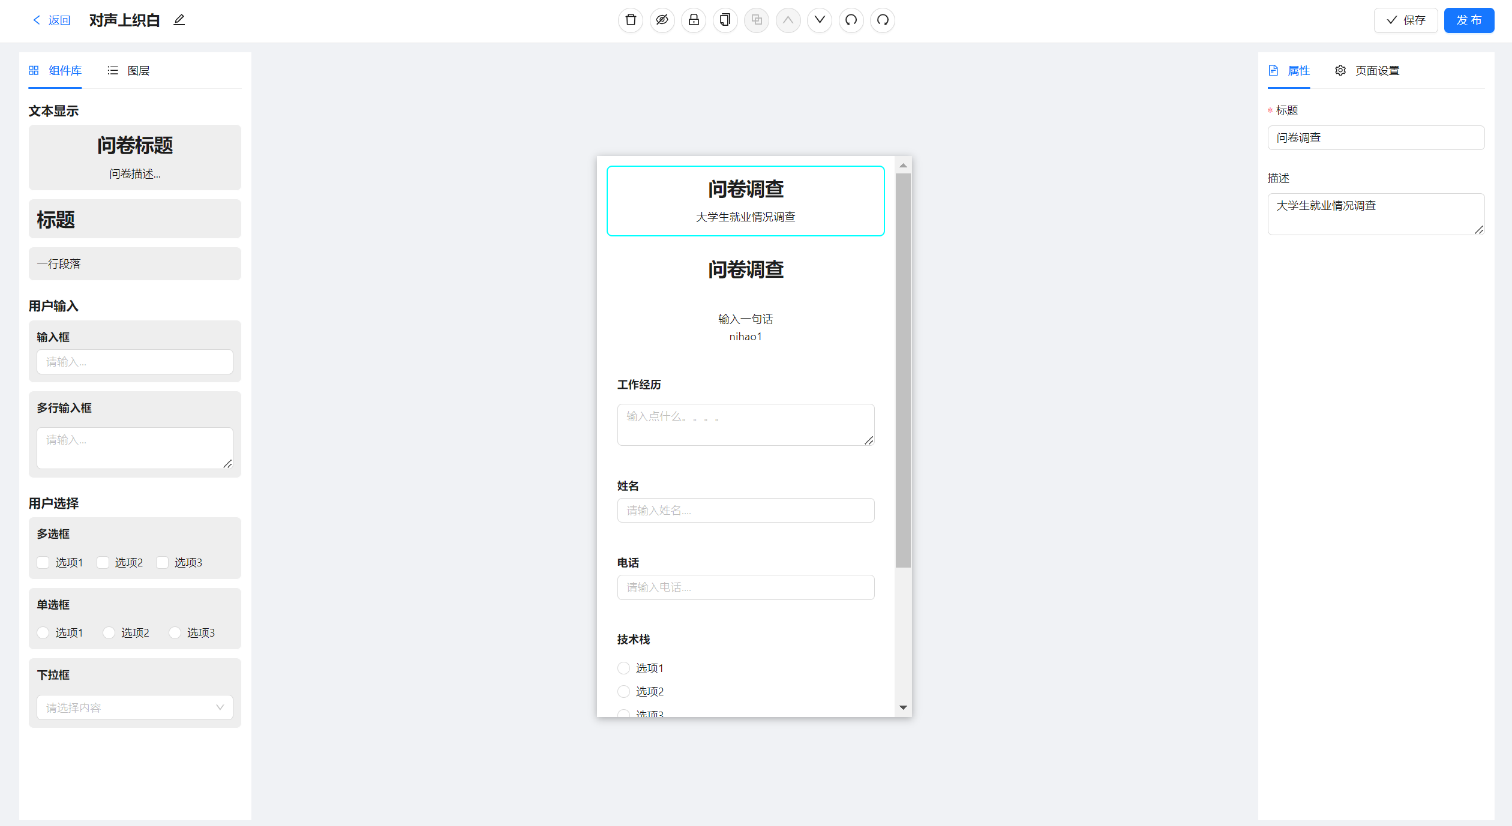 返回
对声上织白
保存
发 布
组件库
图层
文本显示
问卷标题
问卷描述...
标题
一行段落
用户输入
输入框
请输入...
多行输入框
请输入...
用户选择
多选框
选项1 选项2 选项3
单选框
选项1 选项2 选项3
下拉框
请选择内容
问卷调查
大学生就业情况调查
问卷调查
输入一句话
nihao1
工作经历
输入点什么。。。。
姓名
请输入姓名....
电话
请输入电话....
技术栈
选项1
选项2
选项3
属性
页面设置
* 标题
问卷调查
描述
大学生就业情况调查